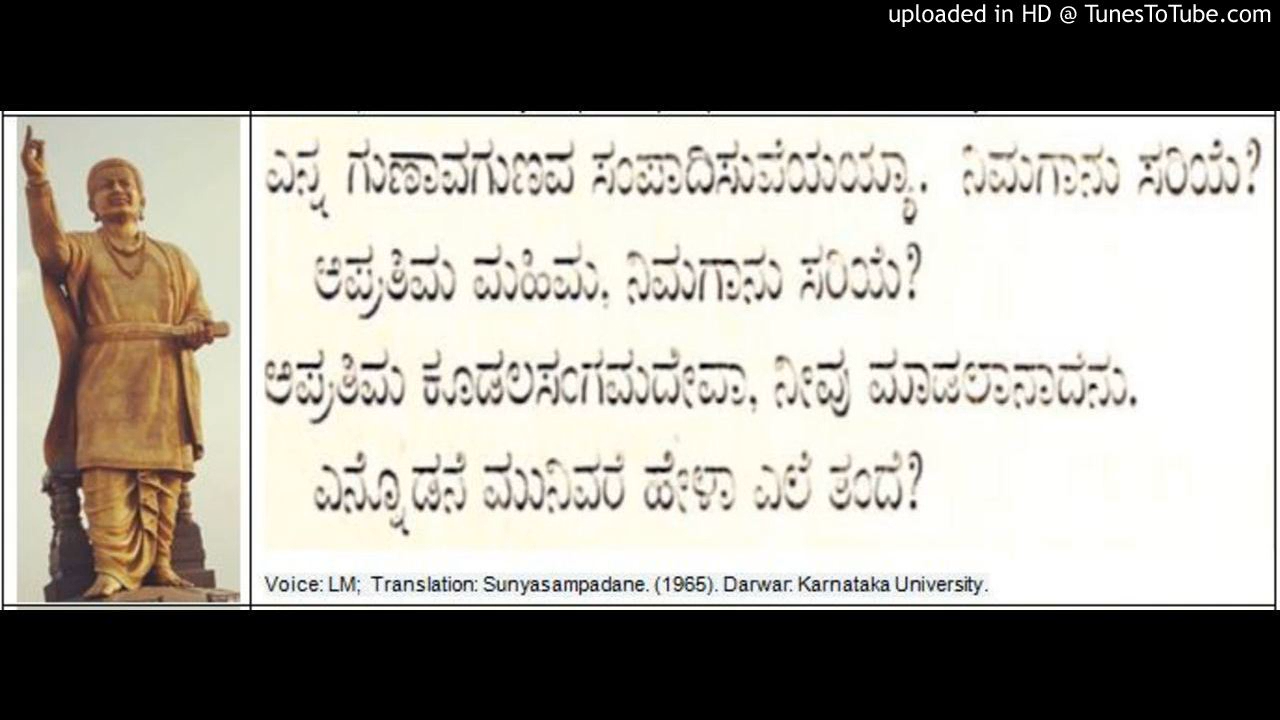 uploaded in HD @ TunesToTube.com
ಎನ್ನ ಗುಣಾವಗುಣವ ಸಂಪಾದಿಸುವೆಯಯ್ಯಾ. ನಿಮಗಾನು ಸರಿಯೆ?
ಅಪ್ರತಿಮ ಮಹಿಮ, ನಿಮಗಾನು ಸರಿಯೆ?
ಅಪ್ರತಿಮ ಕೂಡಲಸಂಗಮದೇವಾ, ನೀವು ಮಾಡಲಾನಾದೆನು.
ಎನ್ನೊಡನೆ ಮುನಿವರೆ ಹೇಳಾ ಎಲೆ ತಂದೆ?
Voice: LM; Translation: Sunyasampadane. (1965). Darwar: Karnataka University.